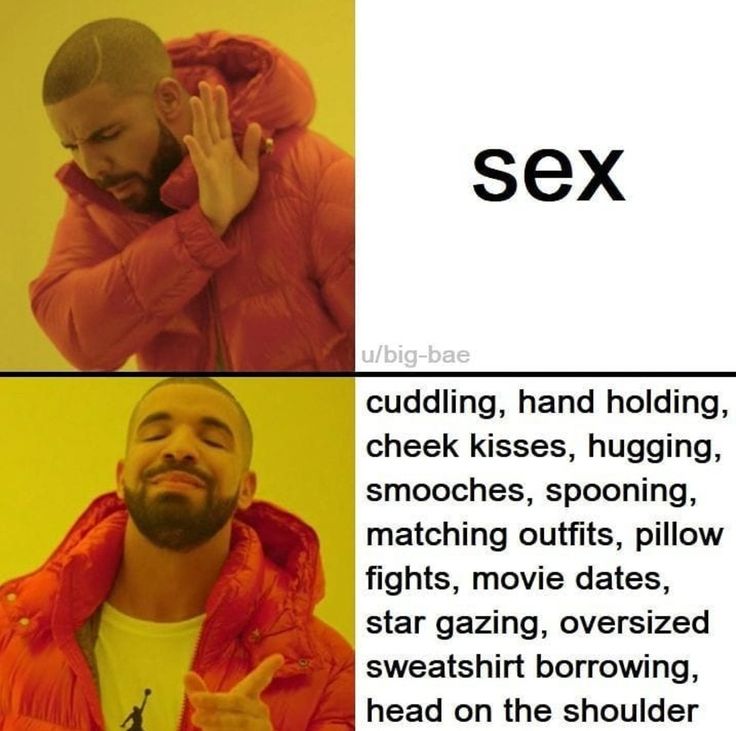 sex
u/big-bae
cuddling, hand holding,
cheek kisses, hugging,
smooches, spooning,
matching outfits, pillow
fights, movie dates,
star gazing, oversized
sweatshirt borrowing,
head on the shoulder